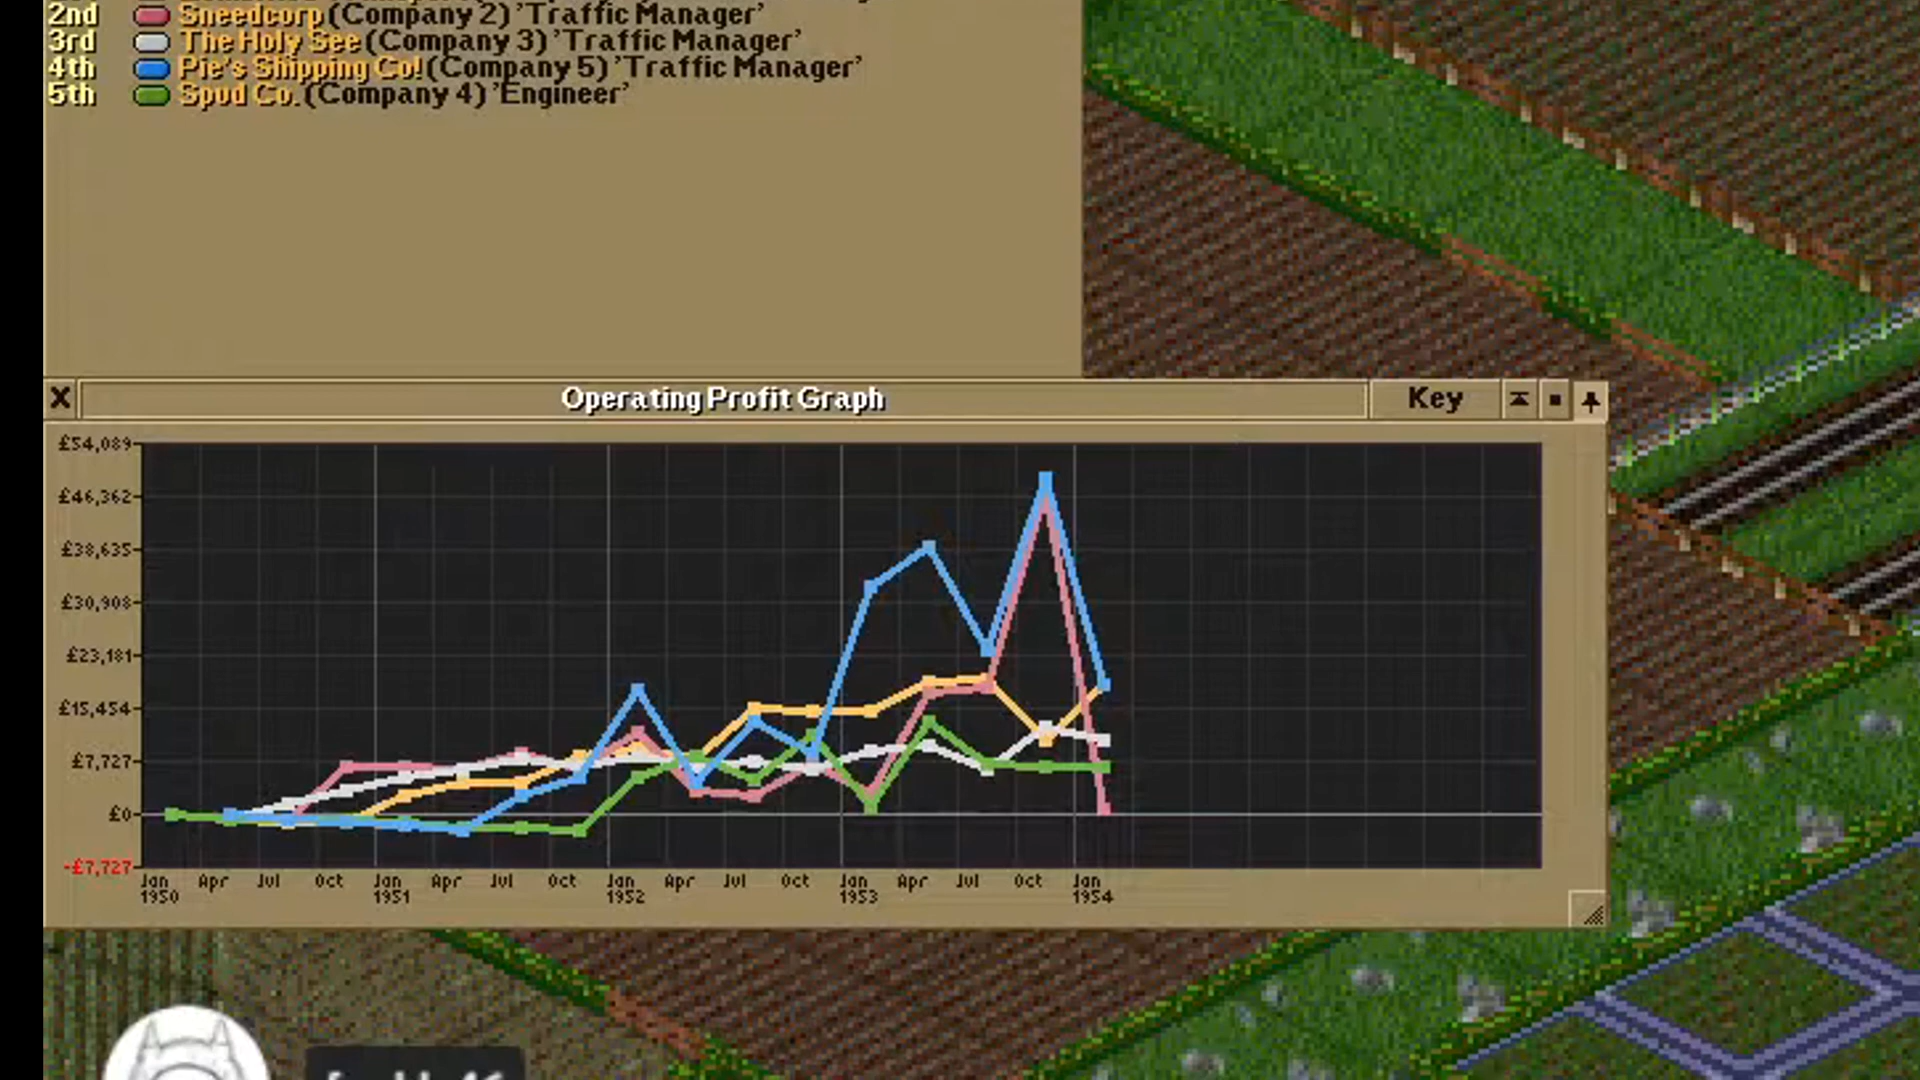 2nd Sneedcorp (Company 2) 'Traffic Manager'
3rd The Holy See (Company 3) 'Traffic Manager'
4th Pie's Shipping Co! (Company 5) 'Traffic Manager'
5th Spud Co. (Company 4) 'Engineer'
Operating Profit Graph Key
£54,089
£46,362
£38,635
£30,908
£23,181
£15,454
£7,727
£0
-£7,727
Jan Apr Jul Oct Jan Apr Jul Oct Jan Apr Jul Oct Jan Apr Jul Oct Jan
1950 1951 1952 1953 1954